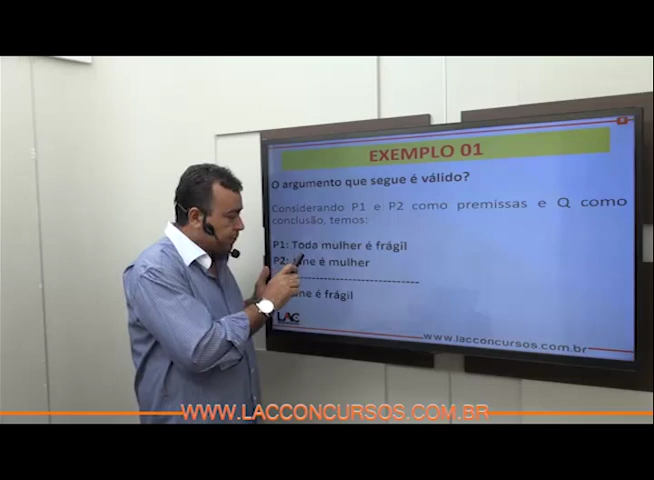 EXEMPLO 01
O argumento que segue é válido?
Considerando P1 e P2 como premissas e Q como
conclusão, temos:
P1: Toda mulher é frágil
P2: é mulher
é frágil
LAC
www.lacconcursos.com.br
WWW.LACCONCURSOS.COM.BR